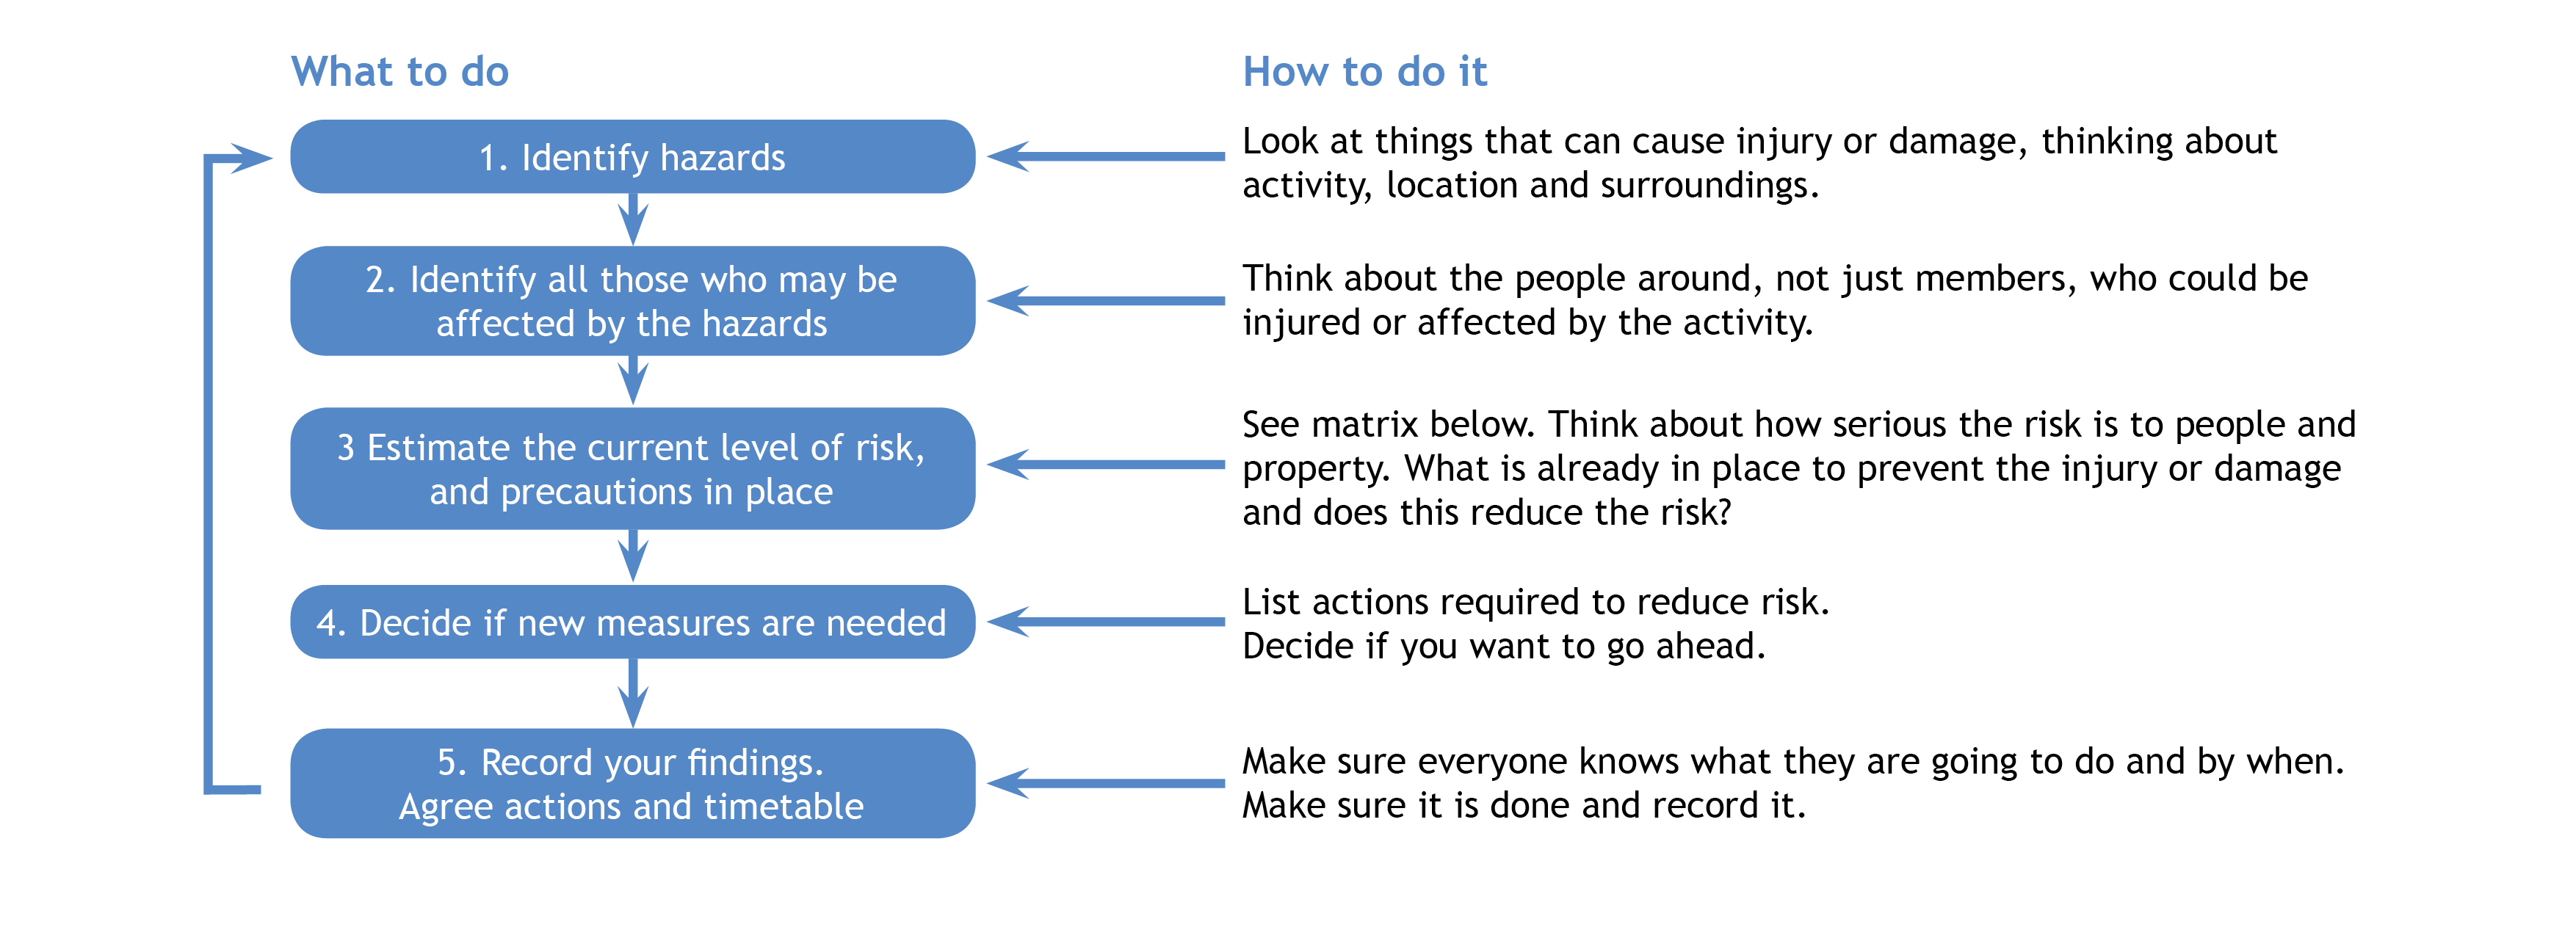 What to do
How to do it
1. Identify hazards
Look at things that can cause injury or damage, thinking about
activity, location and surroundings.
2. Identify all those who may be
affected by the hazards
Think about the people around, not just members, who could be
injured or affected by the activity.
3 Estimate the current level of risk,
and precautions in place
See matrix below. Think about how serious the risk is to people and
property. What is already in place to prevent the injury or damage
and does this reduce the risk?
4. Decide if new measures are needed
List actions required to reduce risk.
Decide if you want to go ahead.
5. Record your findings.
Agree actions and timetable
Make sure everyone knows what they are going to do and by when.
Make sure it is done and record it.